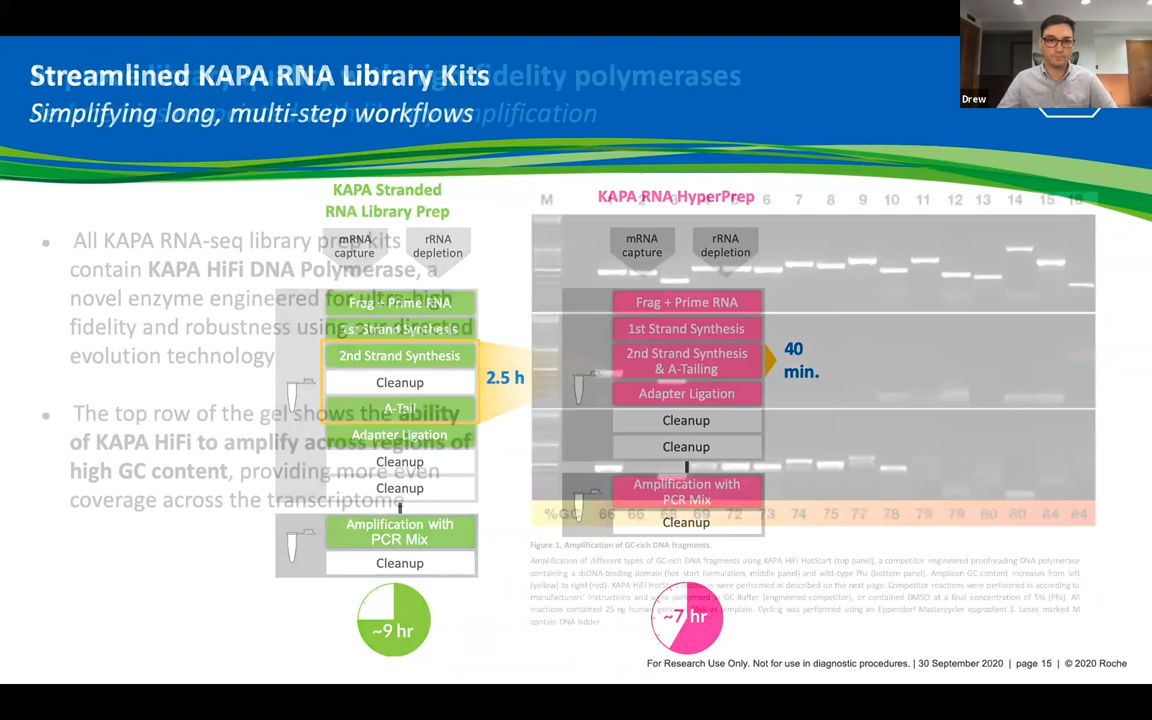 Streamlined KAPA RNA Library Kits
fidelity polymerases
Simplifying long, multi-step workflows
amplification
Drew
KAPA Stranded
RNA Library Prep
mRNA
capture
rRNA
depletion
Frag + Prime RNA
1st Strand Synthesis
2nd Strand Synthesis
Cleanup
A-Tail
Adapter Ligation
Cleanup
Cleanup
Amplification with
PCR Mix
Cleanup
2.5 h
~9 hr
KAPA RNA HyperPrep
mRNA
capture
rRNA
depletion
Frag + Prime RNA
1st Strand Synthesis
2nd Strand Synthesis
& A-Tailing
Adapter Ligation
Cleanup
Cleanup
Amplification with
PCR Mix
Cleanup
40
min.
~7 hr
• All KAPA RNA-seq library prep kits
contain KAPA HiFi DNA Polymerase, a
novel enzyme engineered for ultra-high
fidelity and robustness using our directed
evolution technology
• The top row of the gel shows the ability
of KAPA HiFi to amplify across regions of
high GC content, providing more even
coverage across the transcriptome
M 6 7 8 9 10 11 12 13 14 15 16
%GC 66 66 68 69 72 73 74 75 77 78 79 79 80 80 84 84
Figure 1. Amplification of GC-rich DNA fragments.
Amplification of different types of GC-rich DNA fragments using KAPA HiFi HotStart (top panel), a competitor engineered proofreading DNA polymerase
containing a dsDNA-binding domain (hot start formulation, middle panel) and wild-type Pfu (bottom panel). Amplicon GC content increases from left
(yellow) to right (red). KAPA HiFi HotStart reactions were performed as described on the next page. Competitor reactions were performed in according to
manufacturers' instructions and were performed in GC Buffer (engineered competitor), or contained DMSO at a final concentration of 5% (Pfu). All
reactions contained 25 ng human genomic DNA as template. Cycling was performed using an Eppendorf Mastercycler epgradient S. Lanes marked M
contain DNA ladder.
For Research Use Only. Not for use in diagnostic procedures. | 30 September 2020 | page 15 | © 2020 Roche